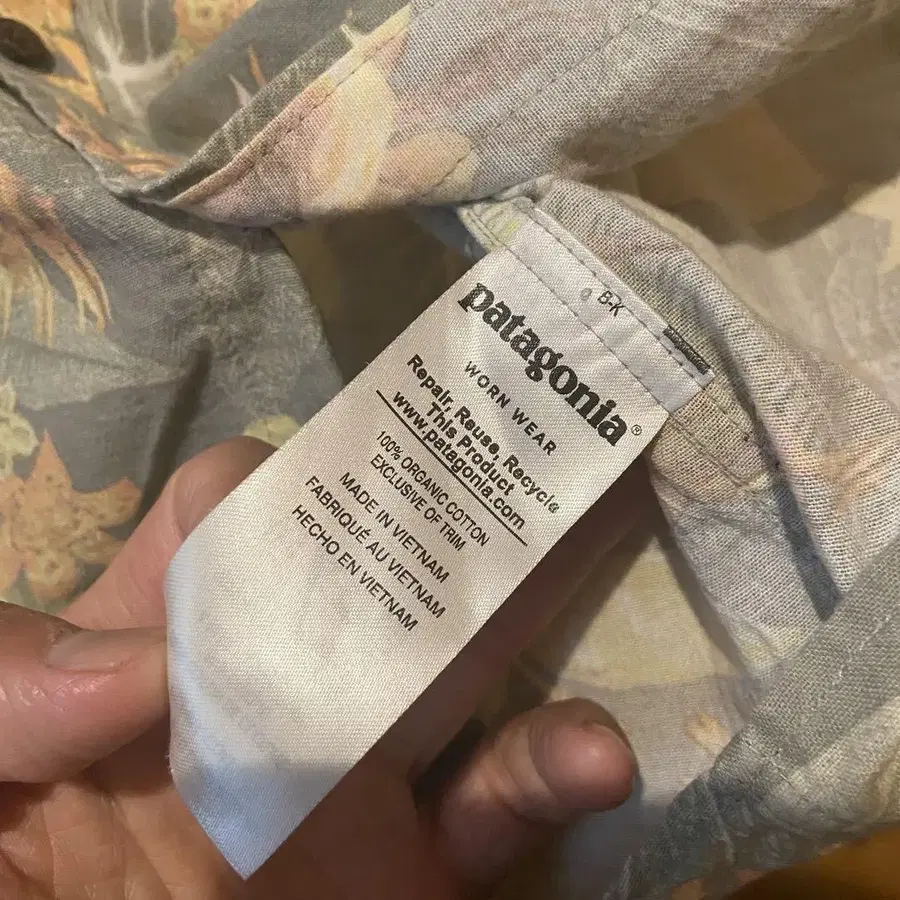 B-K
patagonia®
WORN WEAR
Repair, Reuse, Recycle
This Product
www.patagonia.com
100% ORGANIC COTTON
EXCLUSIVE OF TRIM
MADE IN VIETNAM
FABRIQUÉ AU VIETNAM
HECHO EN VIETNAM